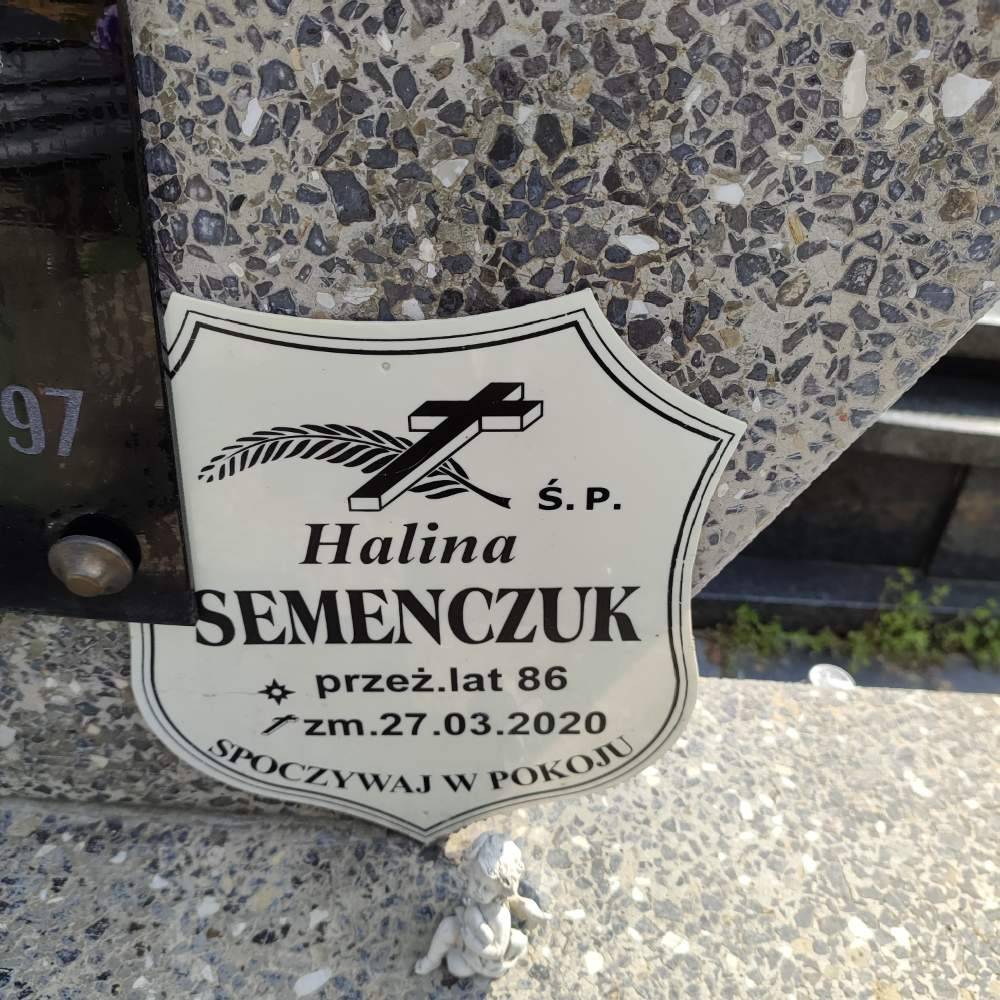 97
Ś.P.
Halina
SEMENCZUK
przeż.lat 86
zm.27.03.2020
SPOCZYWAJ W POKOJU